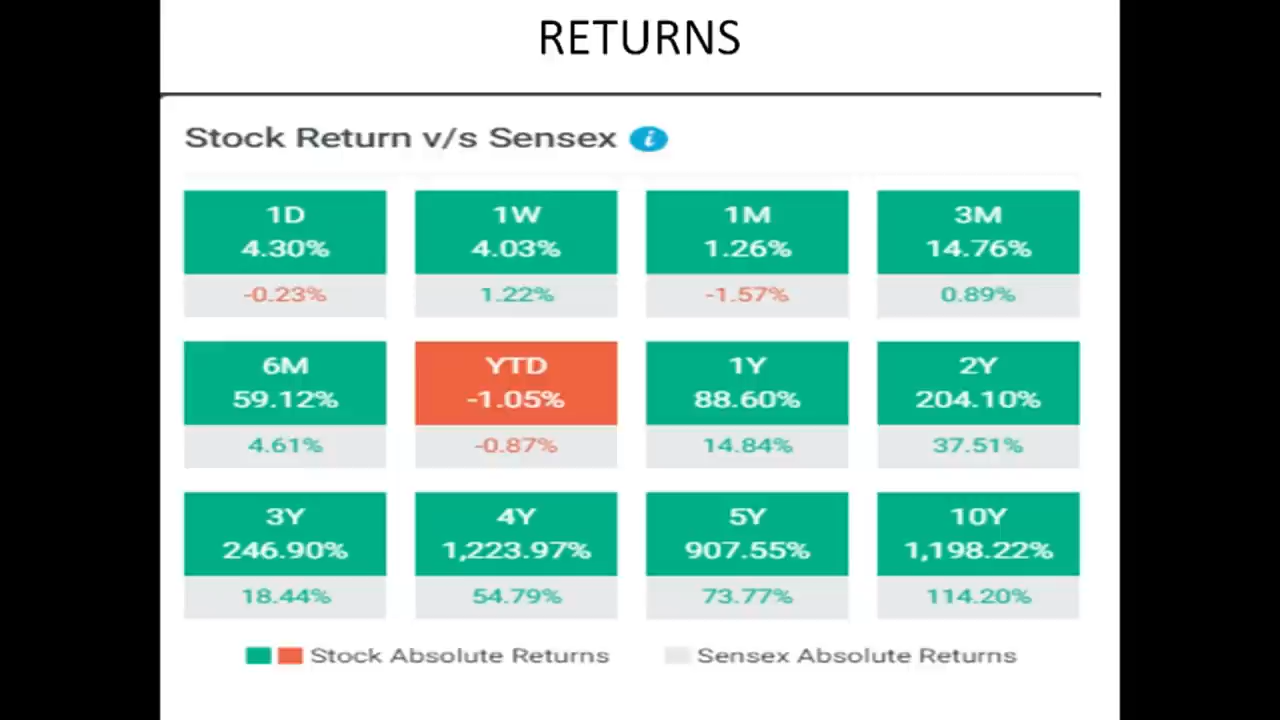 RETURNS
Stock Return v/s Sensex i
1D 1W 1M 3M
4.30% 4.03% 1.26% 14.76%
-0.23% 1.22% -1.57% 0.89%
6M YTD 1Y 2Y
59.12% -1.05% 88.60% 204.10%
4.61% -0.87% 14.84% 37.51%
3Y 4Y 5Y 10Y
246.90% 1,223.97% 907.55% 1,198.22%
18.44% 54.79% 73.77% 114.20%
Stock Absolute Returns Sensex Absolute Returns